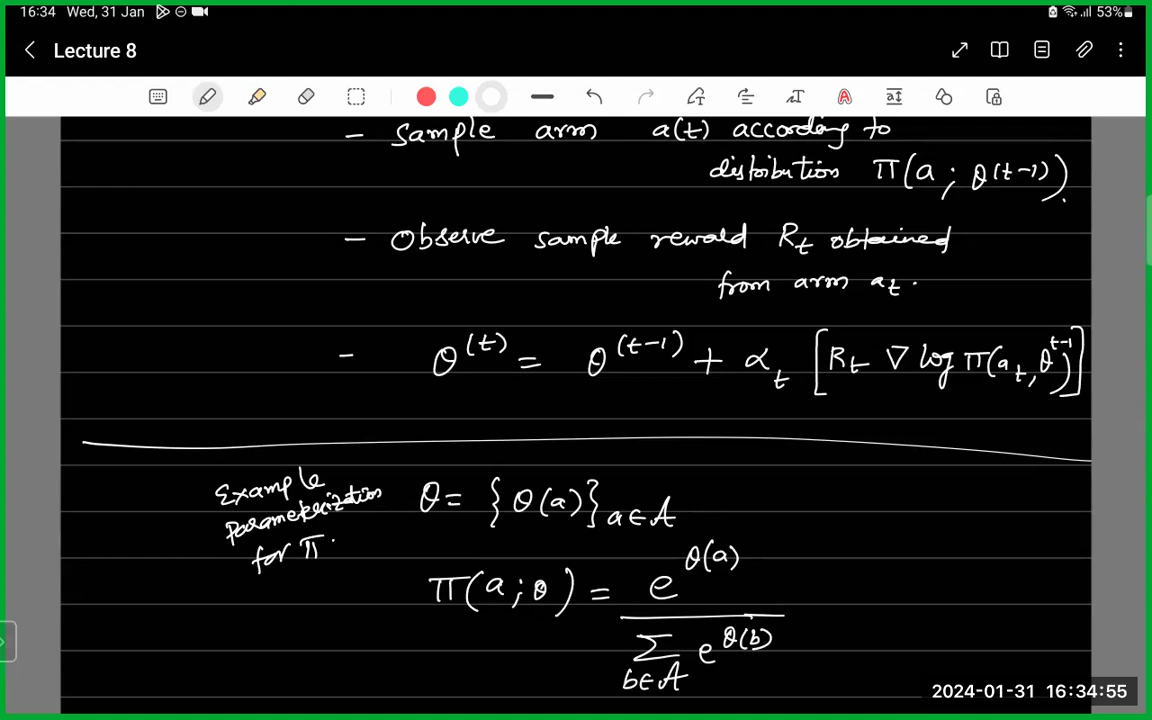 16:34 Wed, 31 Jan 53%
Lecture 8
- Sample arm a(t) according to
distribution π(a; θ(t-1)).
- Observe sample reward R_t obtained
from arm a_t.
- θ^(t) = θ^(t-1) + α_t [R_t ∇ log π(a_t, θ^{t-1})]
Example
parameterization
for π.
θ = {θ(a)}_{a∈𝒜}
π(a; θ) = e^{θ(a)} / Σ_{b∈𝒜} e^{θ(b)}
2024-01-31 16:34:55